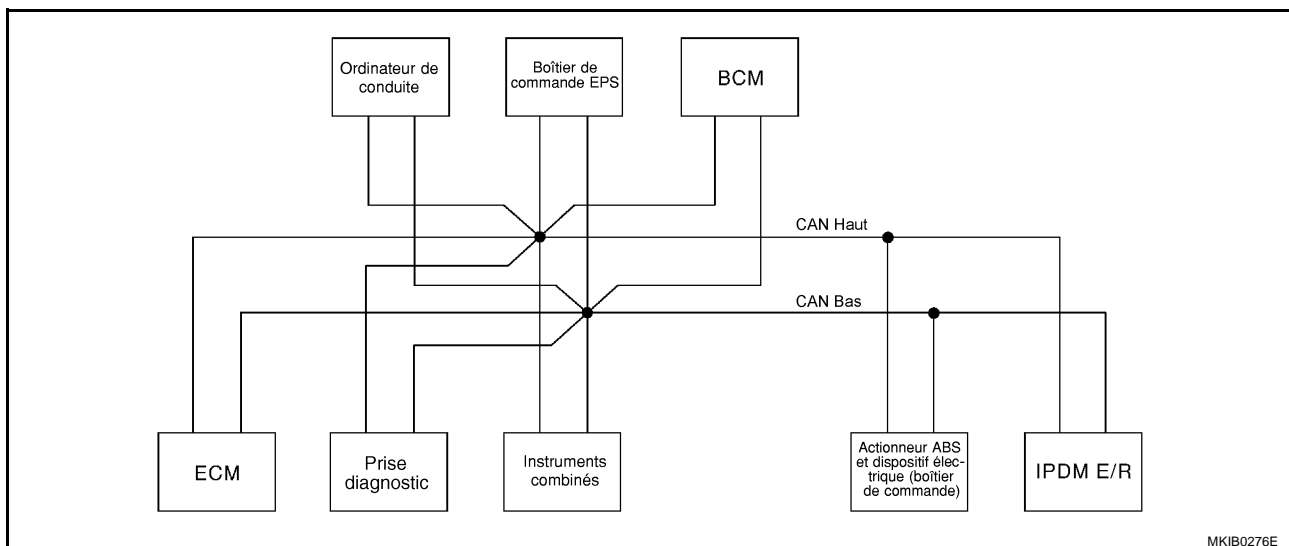 Ordinateur de
conduite
Boîtier de
commande EPS
BCM
CAN Haut
CAN Bas
ECM
Prise
diagnostic
Instruments
combinés
Actionneur ABS
et dispositif élec-
trique (boîtier
de commande)
IPDM E/R
MKIB0276E